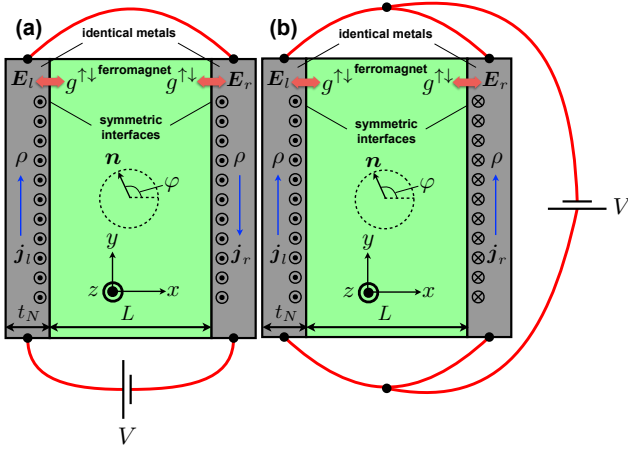 (a)
identical metals
ferromagnet
E_l g^{↑↓} g^{↑↓} E_r
symmetric
interfaces
ρ n φ ρ
j_l y j_r
z x
t_N L
V
(b)
identical metals
ferromagnet
E_l g^{↑↓} g^{↑↓} E_r
symmetric
interfaces
ρ n φ ρ
V
j_l y j_r
z x
t_N L